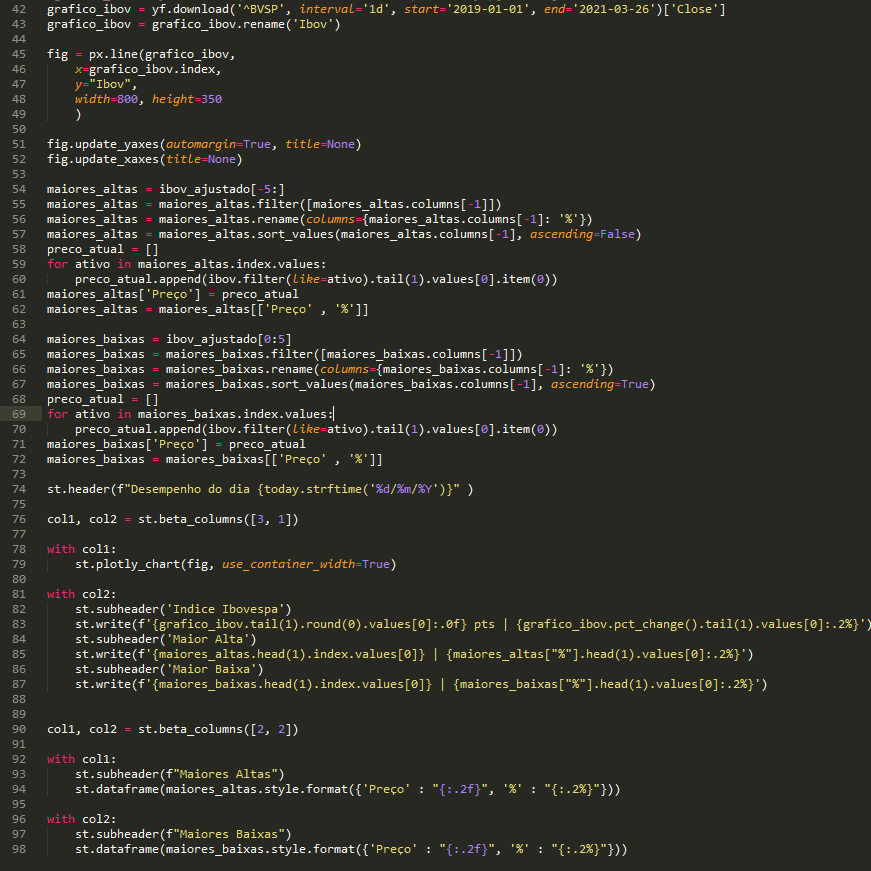 42 grafico_ibov = yf.download('^BVSP', interval='1d', start='2019-01-01', end='2021-03-26')['Close']
43 grafico_ibov = grafico_ibov.rename('Ibov')
44
45 fig = px.line(grafico_ibov,
46     x=grafico_ibov.index,
47     y="Ibov",
48     width=800, height=350
49     )
50
51 fig.update_yaxes(automargin=True, title=None)
52 fig.update_xaxes(title=None)
53
54 maiores_altas = ibov_ajustado[-5:]
55 maiores_altas = maiores_altas.filter([maiores_altas.columns[-1]])
56 maiores_altas = maiores_altas.rename(columns={maiores_altas.columns[-1]: '%'})
57 maiores_altas = maiores_altas.sort_values(maiores_altas.columns[-1], ascending=False)
58 preco_atual = []
59 for ativo in maiores_altas.index.values:
60     preco_atual.append(ibov.filter(like=ativo).tail(1).values[0].item(0))
61 maiores_altas['Preço'] = preco_atual
62 maiores_altas = maiores_altas[['Preço' , '%']]
63
64 maiores_baixas = ibov_ajustado[0:5]
65 maiores_baixas = maiores_baixas.filter([maiores_baixas.columns[-1]])
66 maiores_baixas = maiores_baixas.rename(columns={maiores_baixas.columns[-1]: '%'})
67 maiores_baixas = maiores_baixas.sort_values(maiores_baixas.columns[-1], ascending=True)
68 preco_atual = []
69 for ativo in maiores_baixas.index.values:
70     preco_atual.append(ibov.filter(like=ativo).tail(1).values[0].item(0))
71 maiores_baixas['Preço'] = preco_atual
72 maiores_baixas = maiores_baixas[['Preço' , '%']]
73
74 st.header(f"Desempenho do dia {today.strftime('%d/%m/%Y')}" )
75
76 col1, col2 = st.beta_columns([3, 1])
77
78 with col1:
79     st.plotly_chart(fig, use_container_width=True)
80
81 with col2:
82     st.subheader('Indice Ibovespa')
83     st.write(f'{grafico_ibov.tail(1).round(0).values[0]:.0f} pts | {grafico_ibov.pct_change().tail(1).values[0]:.2%}')
84     st.subheader('Maior Alta')
85     st.write(f'{maiores_altas.head(1).index.values[0]} | {maiores_altas["%"].head(1).values[0]:.2%}')
86     st.subheader('Maior Baixa')
87     st.write(f'{maiores_baixas.head(1).index.values[0]} | {maiores_baixas["%"].head(1).values[0]:.2%}')
88
89
90 col1, col2 = st.beta_columns([2, 2])
91
92 with col1:
93     st.subheader(f"Maiores Altas")
94     st.dataframe(maiores_altas.style.format({'Preço' : "{:.2f}", '%' : "{:.2%}"}))
95
96 with col2:
97     st.subheader(f"Maiores Baixas")
98     st.dataframe(maiores_baixas.style.format({'Preço' : "{:.2f}", '%' : "{:.2%}"}))